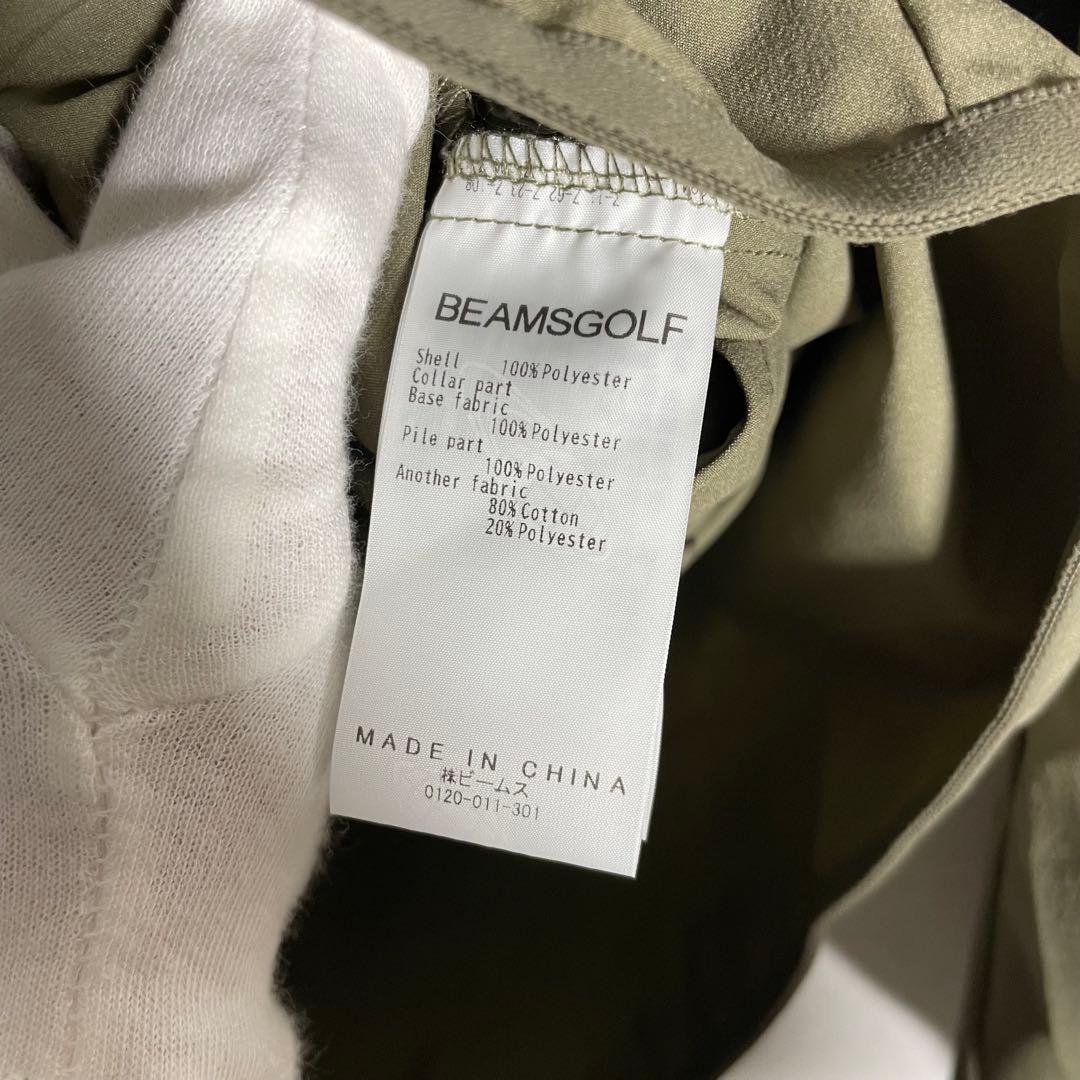 BEAMSGOLF
Shell 100%Polyester
Collar part
Base fabric
100%Polyester
Pile part
100%Polyester
Another fabric
80%Cotton
20%Polyester
MADE IN CHINA
株ビームス
0120-011-301